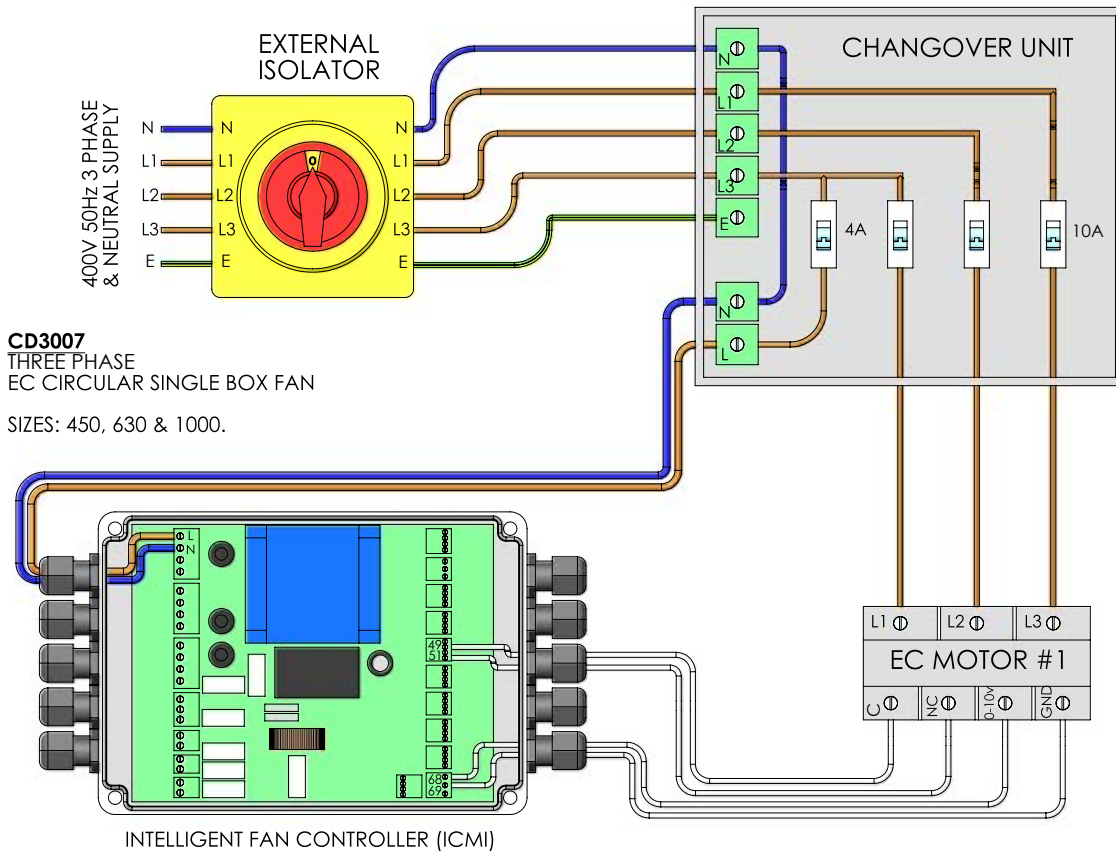 EXTERNAL
ISOLATOR
CHANGOVER UNIT
400V 50Hz 3 PHASE
& NEUTRAL SUPPLY
N
L1
L2
L3
E
N
L1
L2
L3
E
N
L1
L2
L3
E
N
L1
L2
L3
E
N
L
4A
10A
CD3007
THREE PHASE
EC CIRCULAR SINGLE BOX FAN
SIZES: 450, 630 & 1000.
L
N
49
51
68
69
L1
L2
L3
EC MOTOR #1
C
NC
0-10v
GND
INTELLIGENT FAN CONTROLLER (ICMI)
0